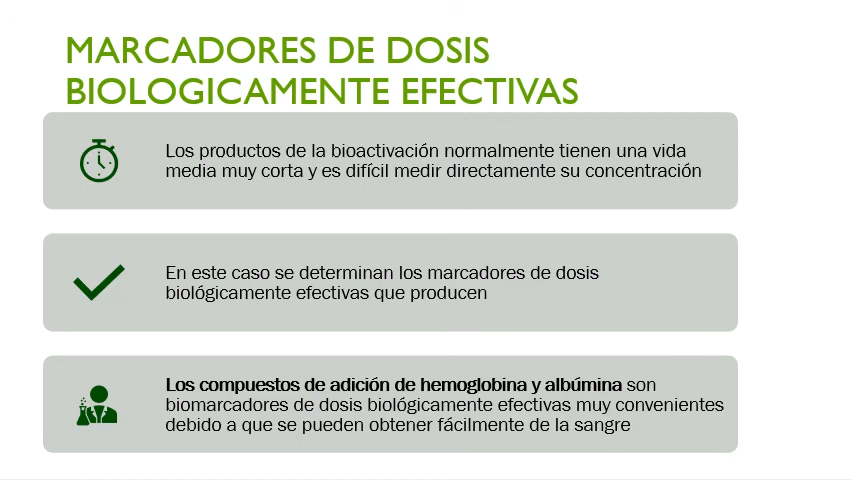 MARCADORES DE DOSIS
BIOLOGICAMENTE EFECTIVAS
Los productos de la bioactivación normalmente tienen una vida
media muy corta y es difícil medir directamente su concentración
En este caso se determinan los marcadores de dosis
biológicamente efectivas que producen
Los compuestos de adición de hemoglobina y albúmina son
biomarcadores de dosis biológicamente efectivas muy convenientes
debido a que se pueden obtener fácilmente de la sangre